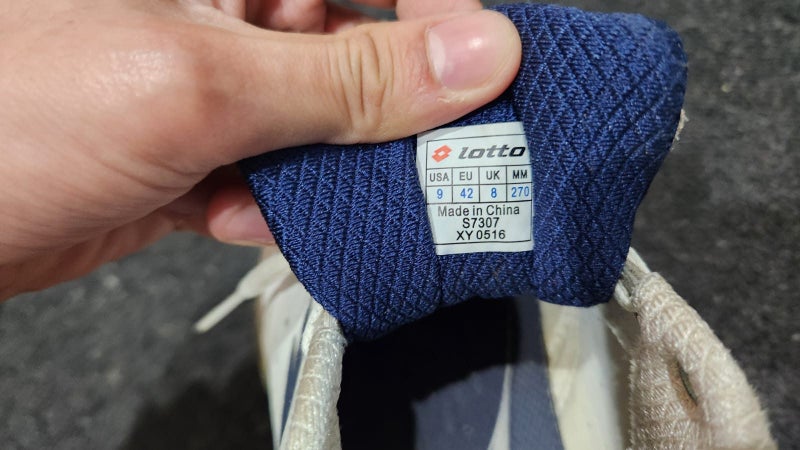 lotto
USA EU UK MM
9 42 8 270
Made in China
S7307
XY 0516